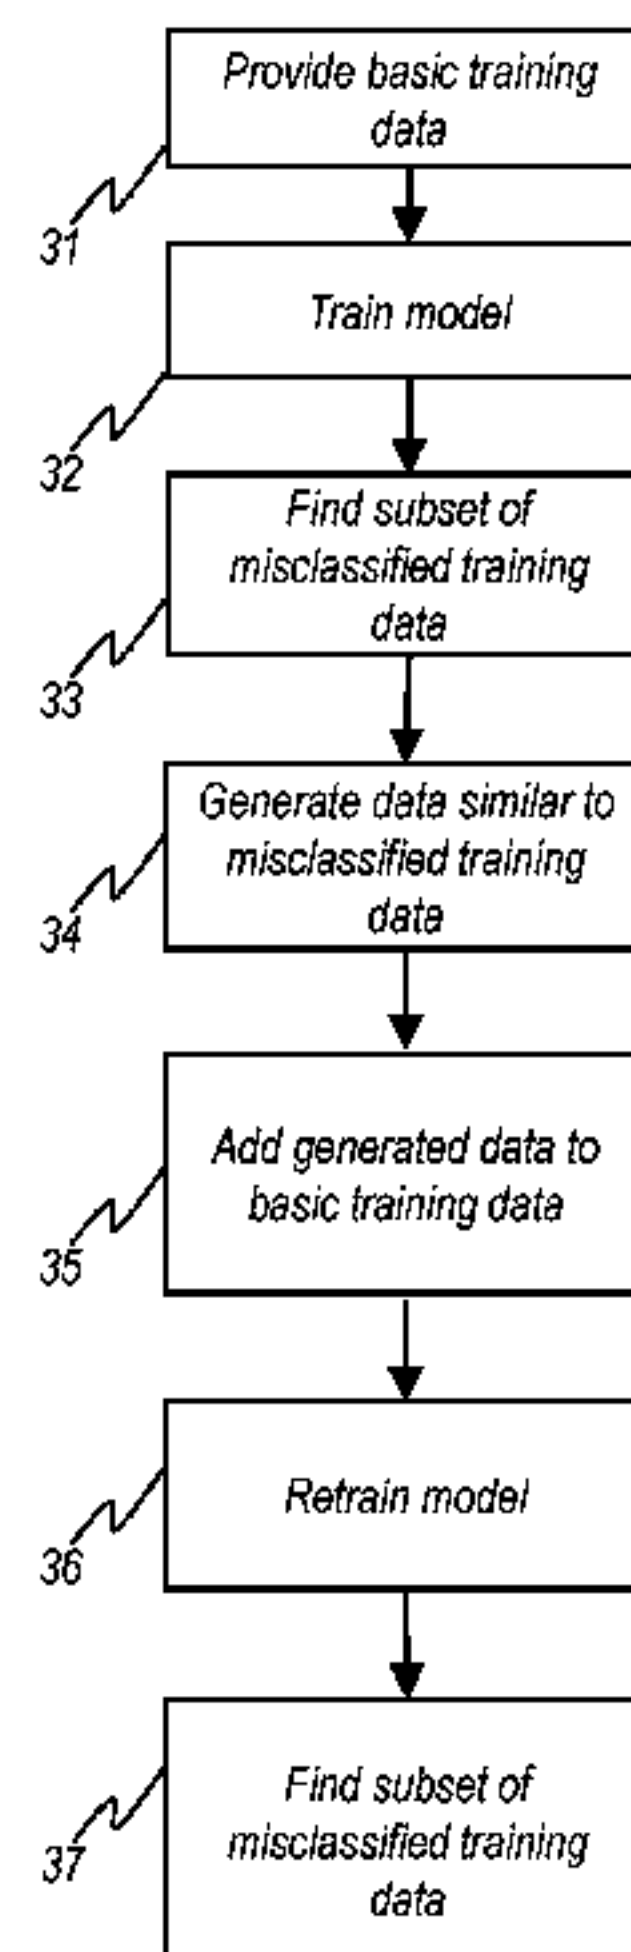 Provide basic training
data
31
Train model
32
Find subset of
misclassified training
data
33
Generate data similar to
misclassified training
data
34
Add generated data to
basic training data
35
Retrain model
36
Find subset of
misclassified training
data
37